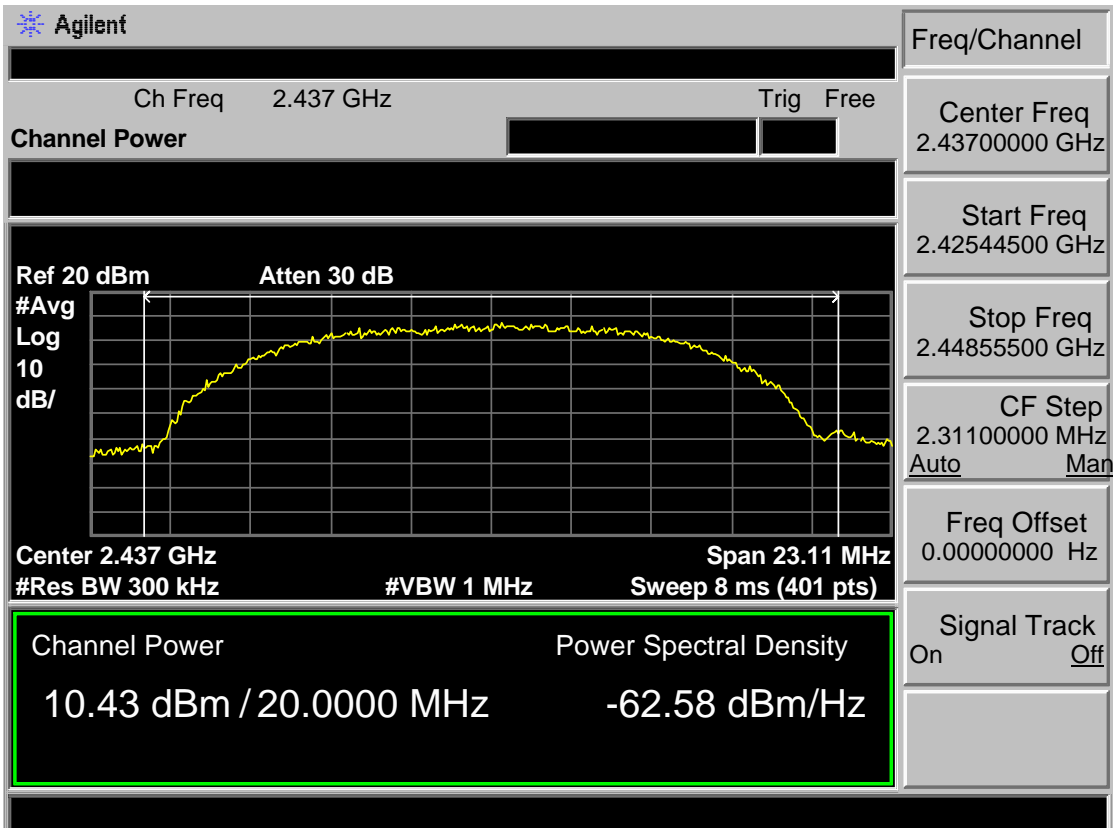 Agilent
Freq/Channel
Ch Freq 2.437 GHz Trig Free
Channel Power
Center Freq
2.43700000 GHz
Start Freq
2.42544500 GHz
Stop Freq
2.44855500 GHz
CF Step
2.31100000 MHz
Auto Man
Freq Offset
0.00000000 Hz
Signal Track
On Off
Ref 20 dBm Atten 30 dB
#Avg
Log
10
dB/
Center 2.437 GHz Span 23.11 MHz
#Res BW 300 kHz #VBW 1 MHz Sweep 8 ms (401 pts)
Channel Power Power Spectral Density
10.43 dBm / 20.0000 MHz -62.58 dBm/Hz